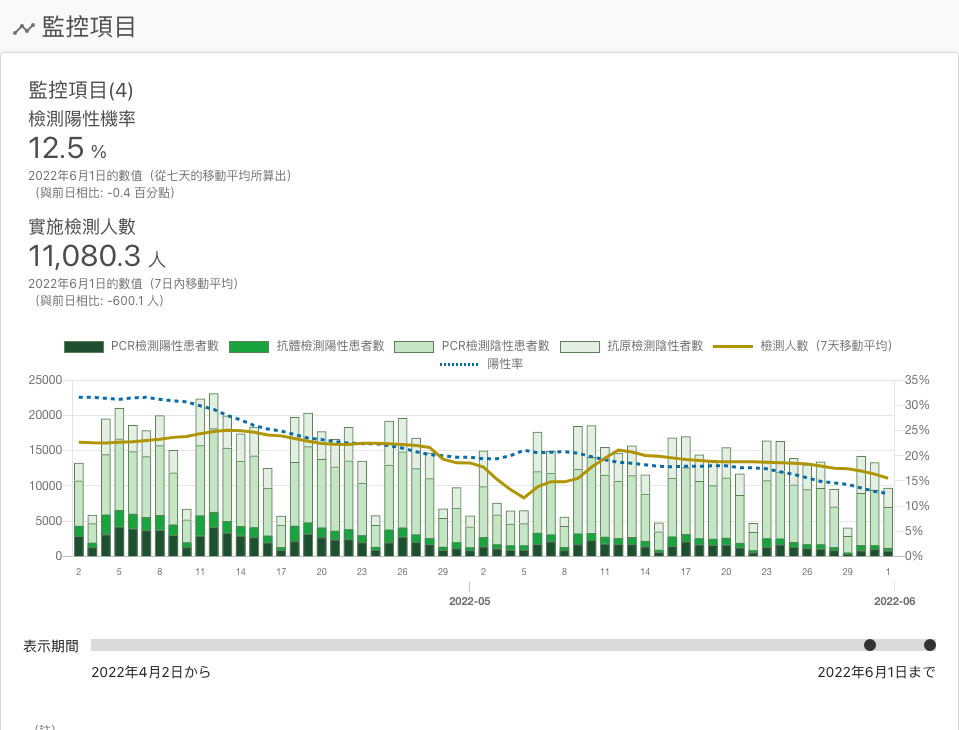 監控項目
監控項目(4)
檢測陽性機率
12.5 %
2022年6月1日的數值（從七天的移動平均所算出）
（與前日相比: -0.4 百分點）
實施檢測人數
11,080.3 人
2022年6月1日的數值（7日內移動平均）
（與前日相比: -600.1 人）
PCR檢測陽性患者數 抗體檢測陽性患者數 PCR檢測陰性患者數 抗原檢測陰性者數 檢測人數（7天移動平均）
陽性率
25000 35%
30%
20000
25%
15000 20%
10000 15%
10%
5000
5%
0 0%
2 5 8 11 14 17 20 23 26 29 2 5 8 11 14 17 20 23 26 29 1
2022-05 2022-06
表示期間
2022年4月2日から 2022年6月1日まで
（註）